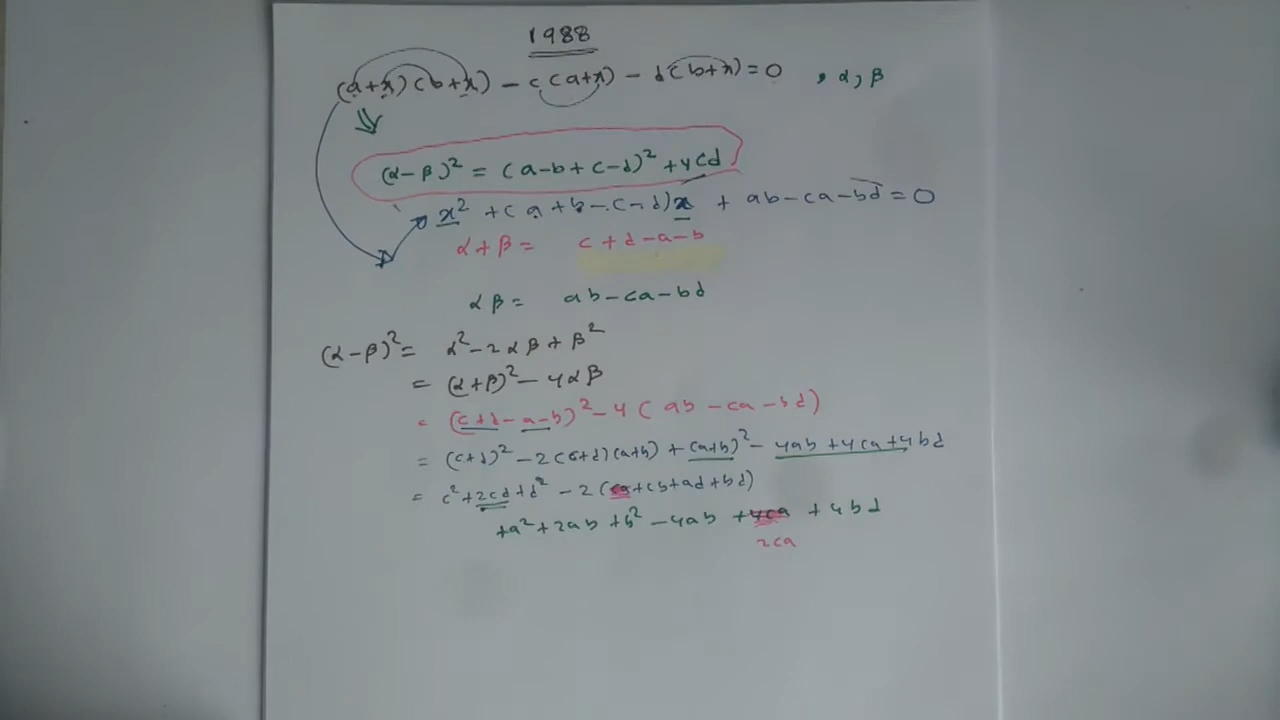 1988
(a+x)(b+x) - c(a+x) - d(b+x) = 0 , α, β
(α-β)² = (a-b+c-d)² + 4cd
x² + (a+b-c-d)x + ab-ca-bd = 0
α+β = c+d-a-b
αβ = ab-ca-bd
(α-β)² = α²-2αβ+β²
= (α+β)² - 4αβ
= (c+d-a-b)² - 4(ab-ca-bd)
= (c+d)² - 2(c+d)(a+b) + (a+b)² - 4ab + 4ca + 4bd
= c²+2cd+d² - 2(ca+cb+ad+bd)
+a²+2ab+b² - 4ab + 4ca + 4bd
2ca